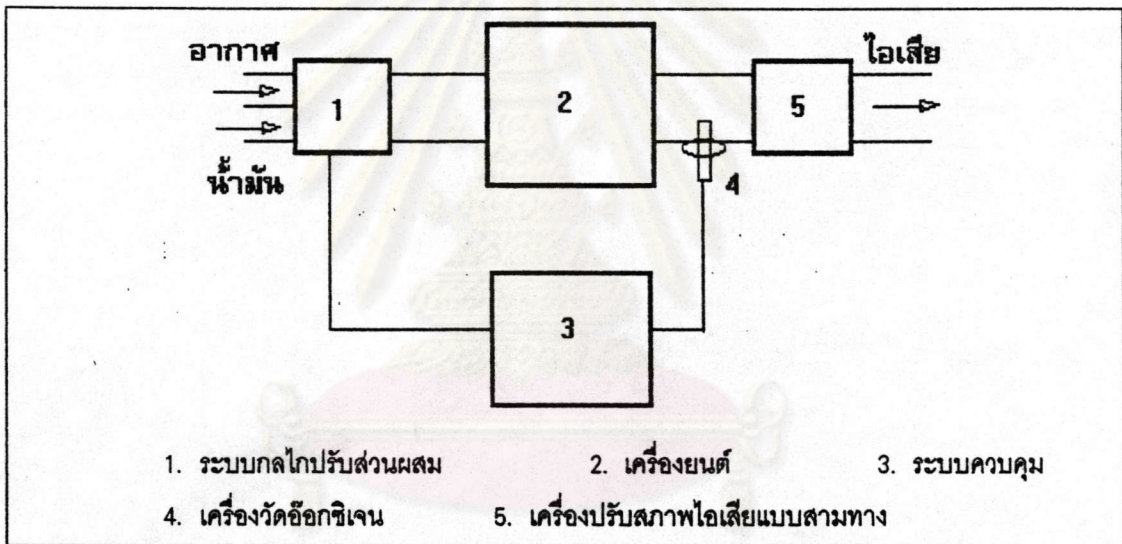 อากาศ
ไอเสีย
1
2
5
น้ำมัน
4
3
1. ระบบกลไกปรับส่วนผสม 2. เครื่องยนต์ 3. ระบบควบคุม
4. เครื่องวัดอ๊อกซิเจน 5. เครื่องปรับสภาพไอเสียแบบสามทาง